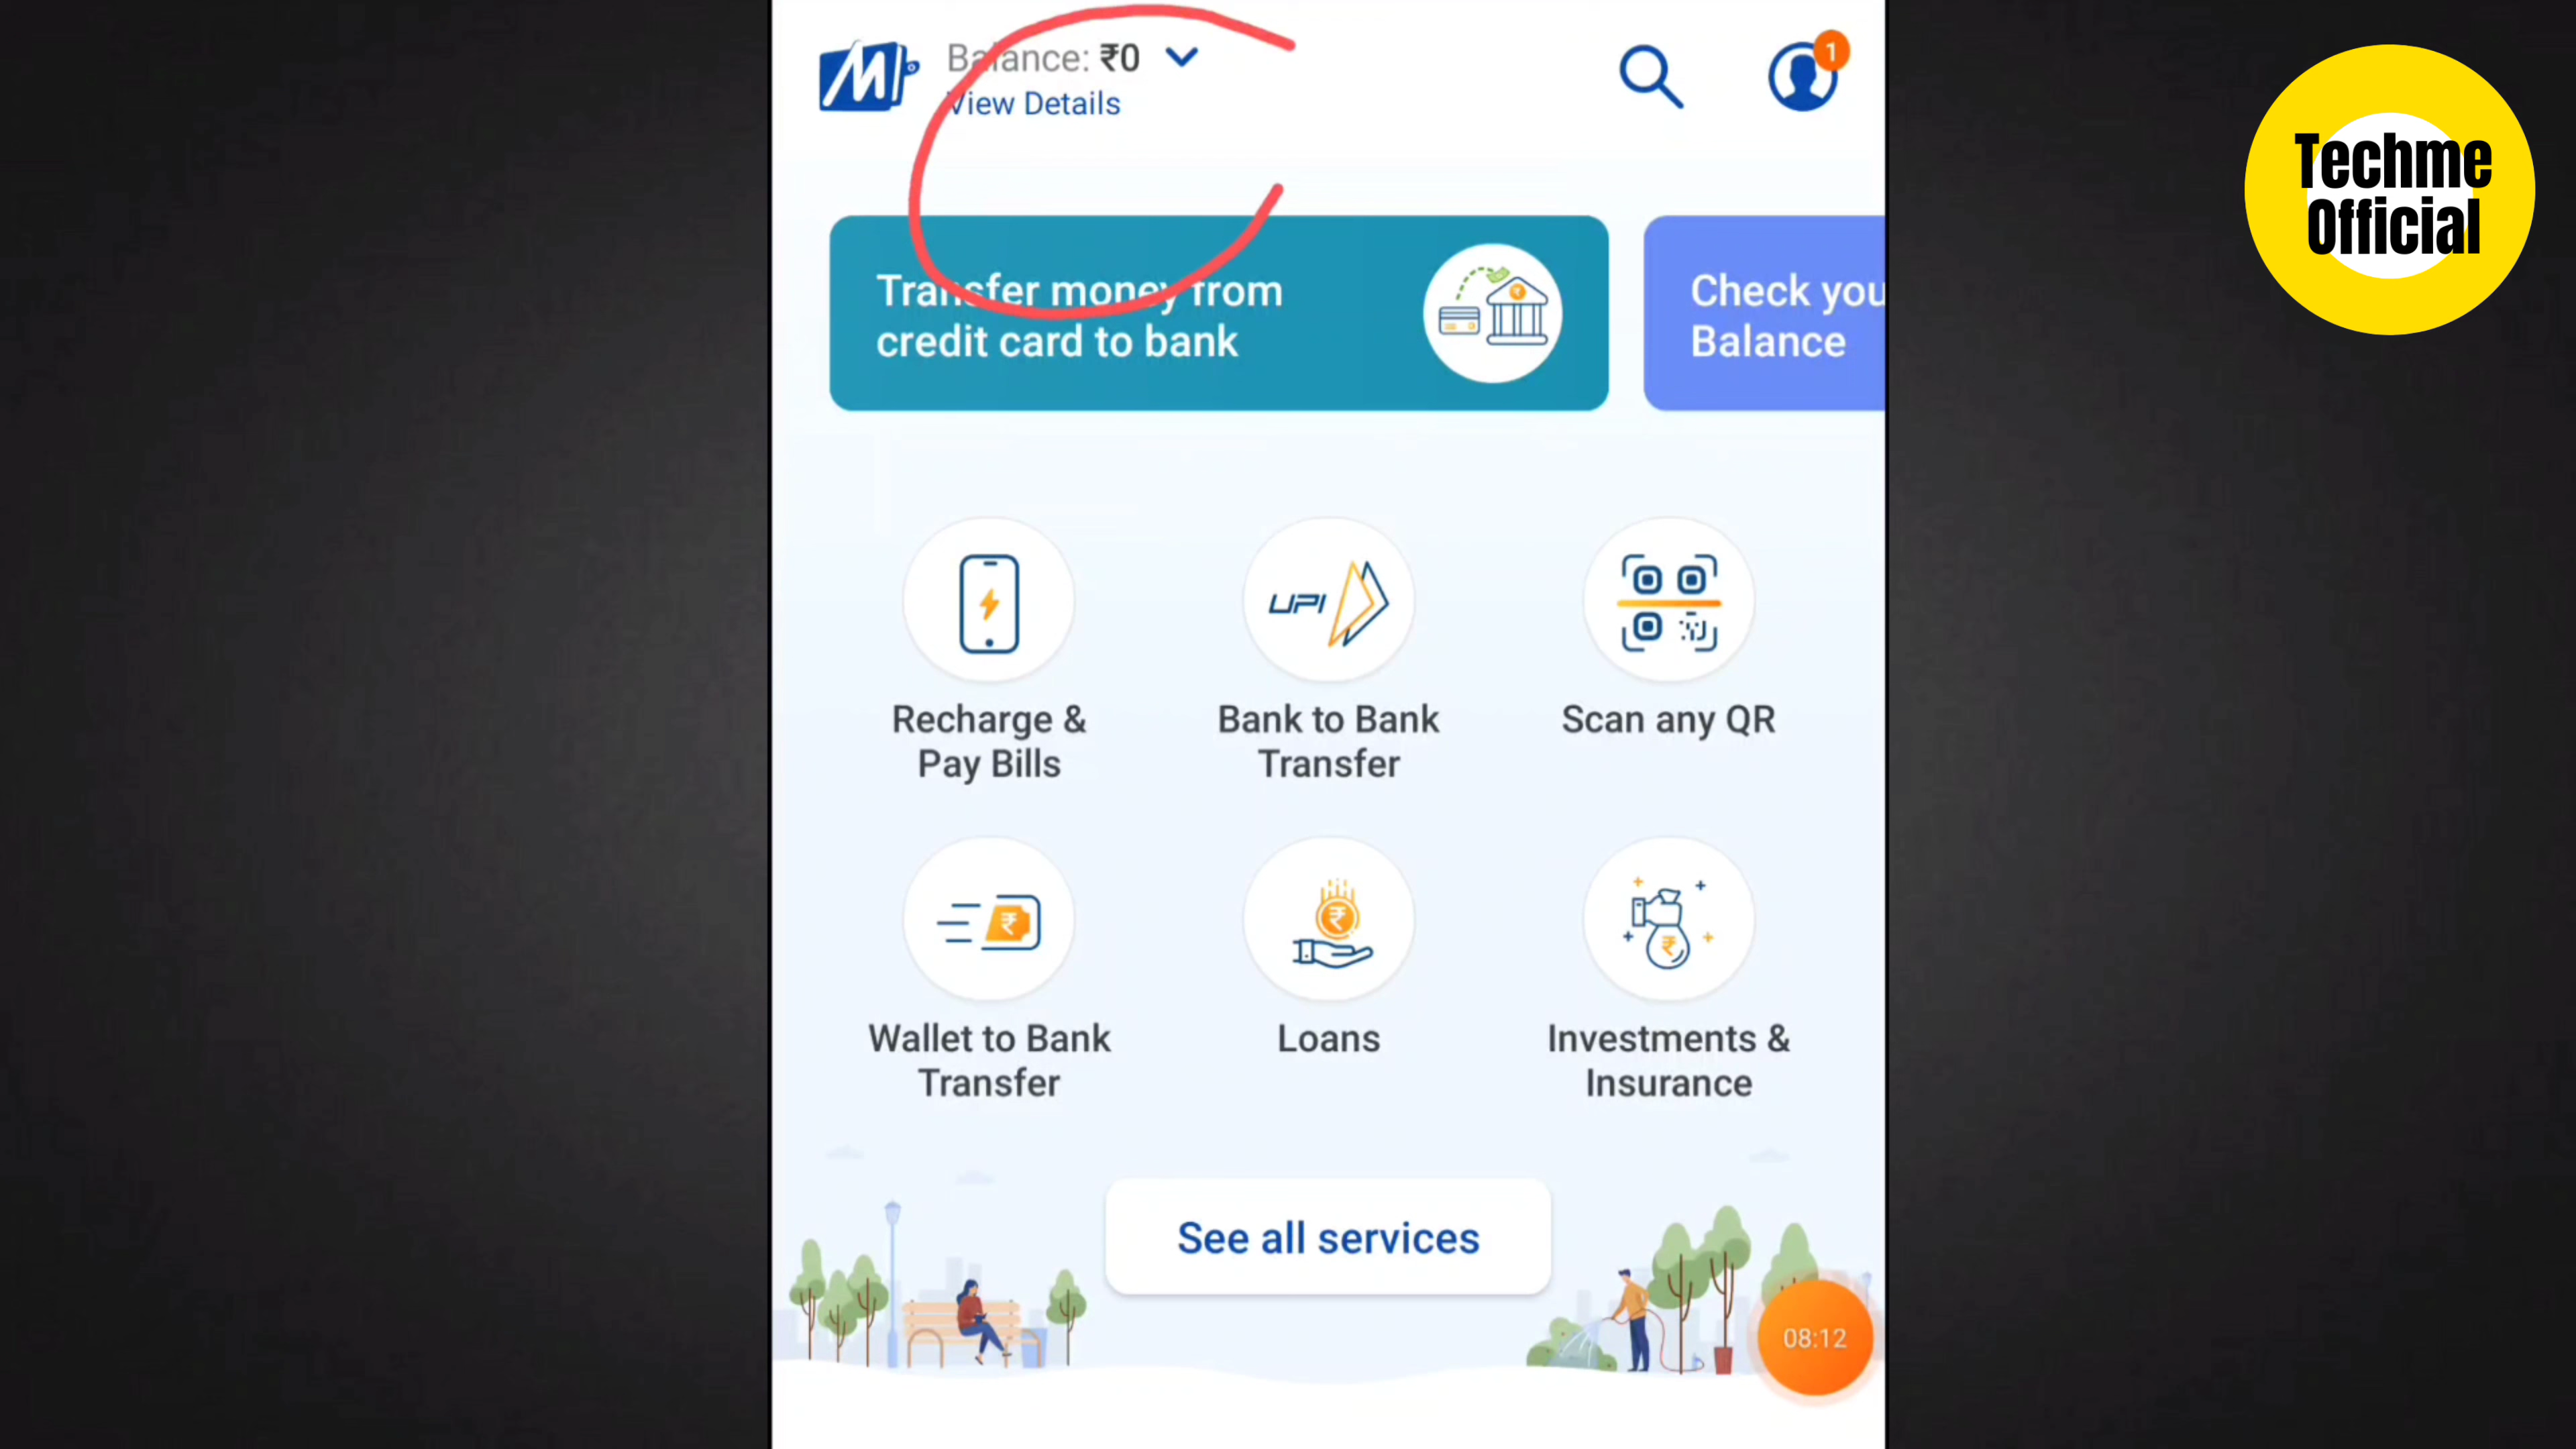 Balance: ₹0
View Details
1
Techme
Official
Transfer money from
credit card to bank
Check you
Balance
UPI
Recharge &
Pay Bills
Bank to Bank
Transfer
Scan any QR
Wallet to Bank
Transfer
Loans
Investments &
Insurance
See all services
08:12